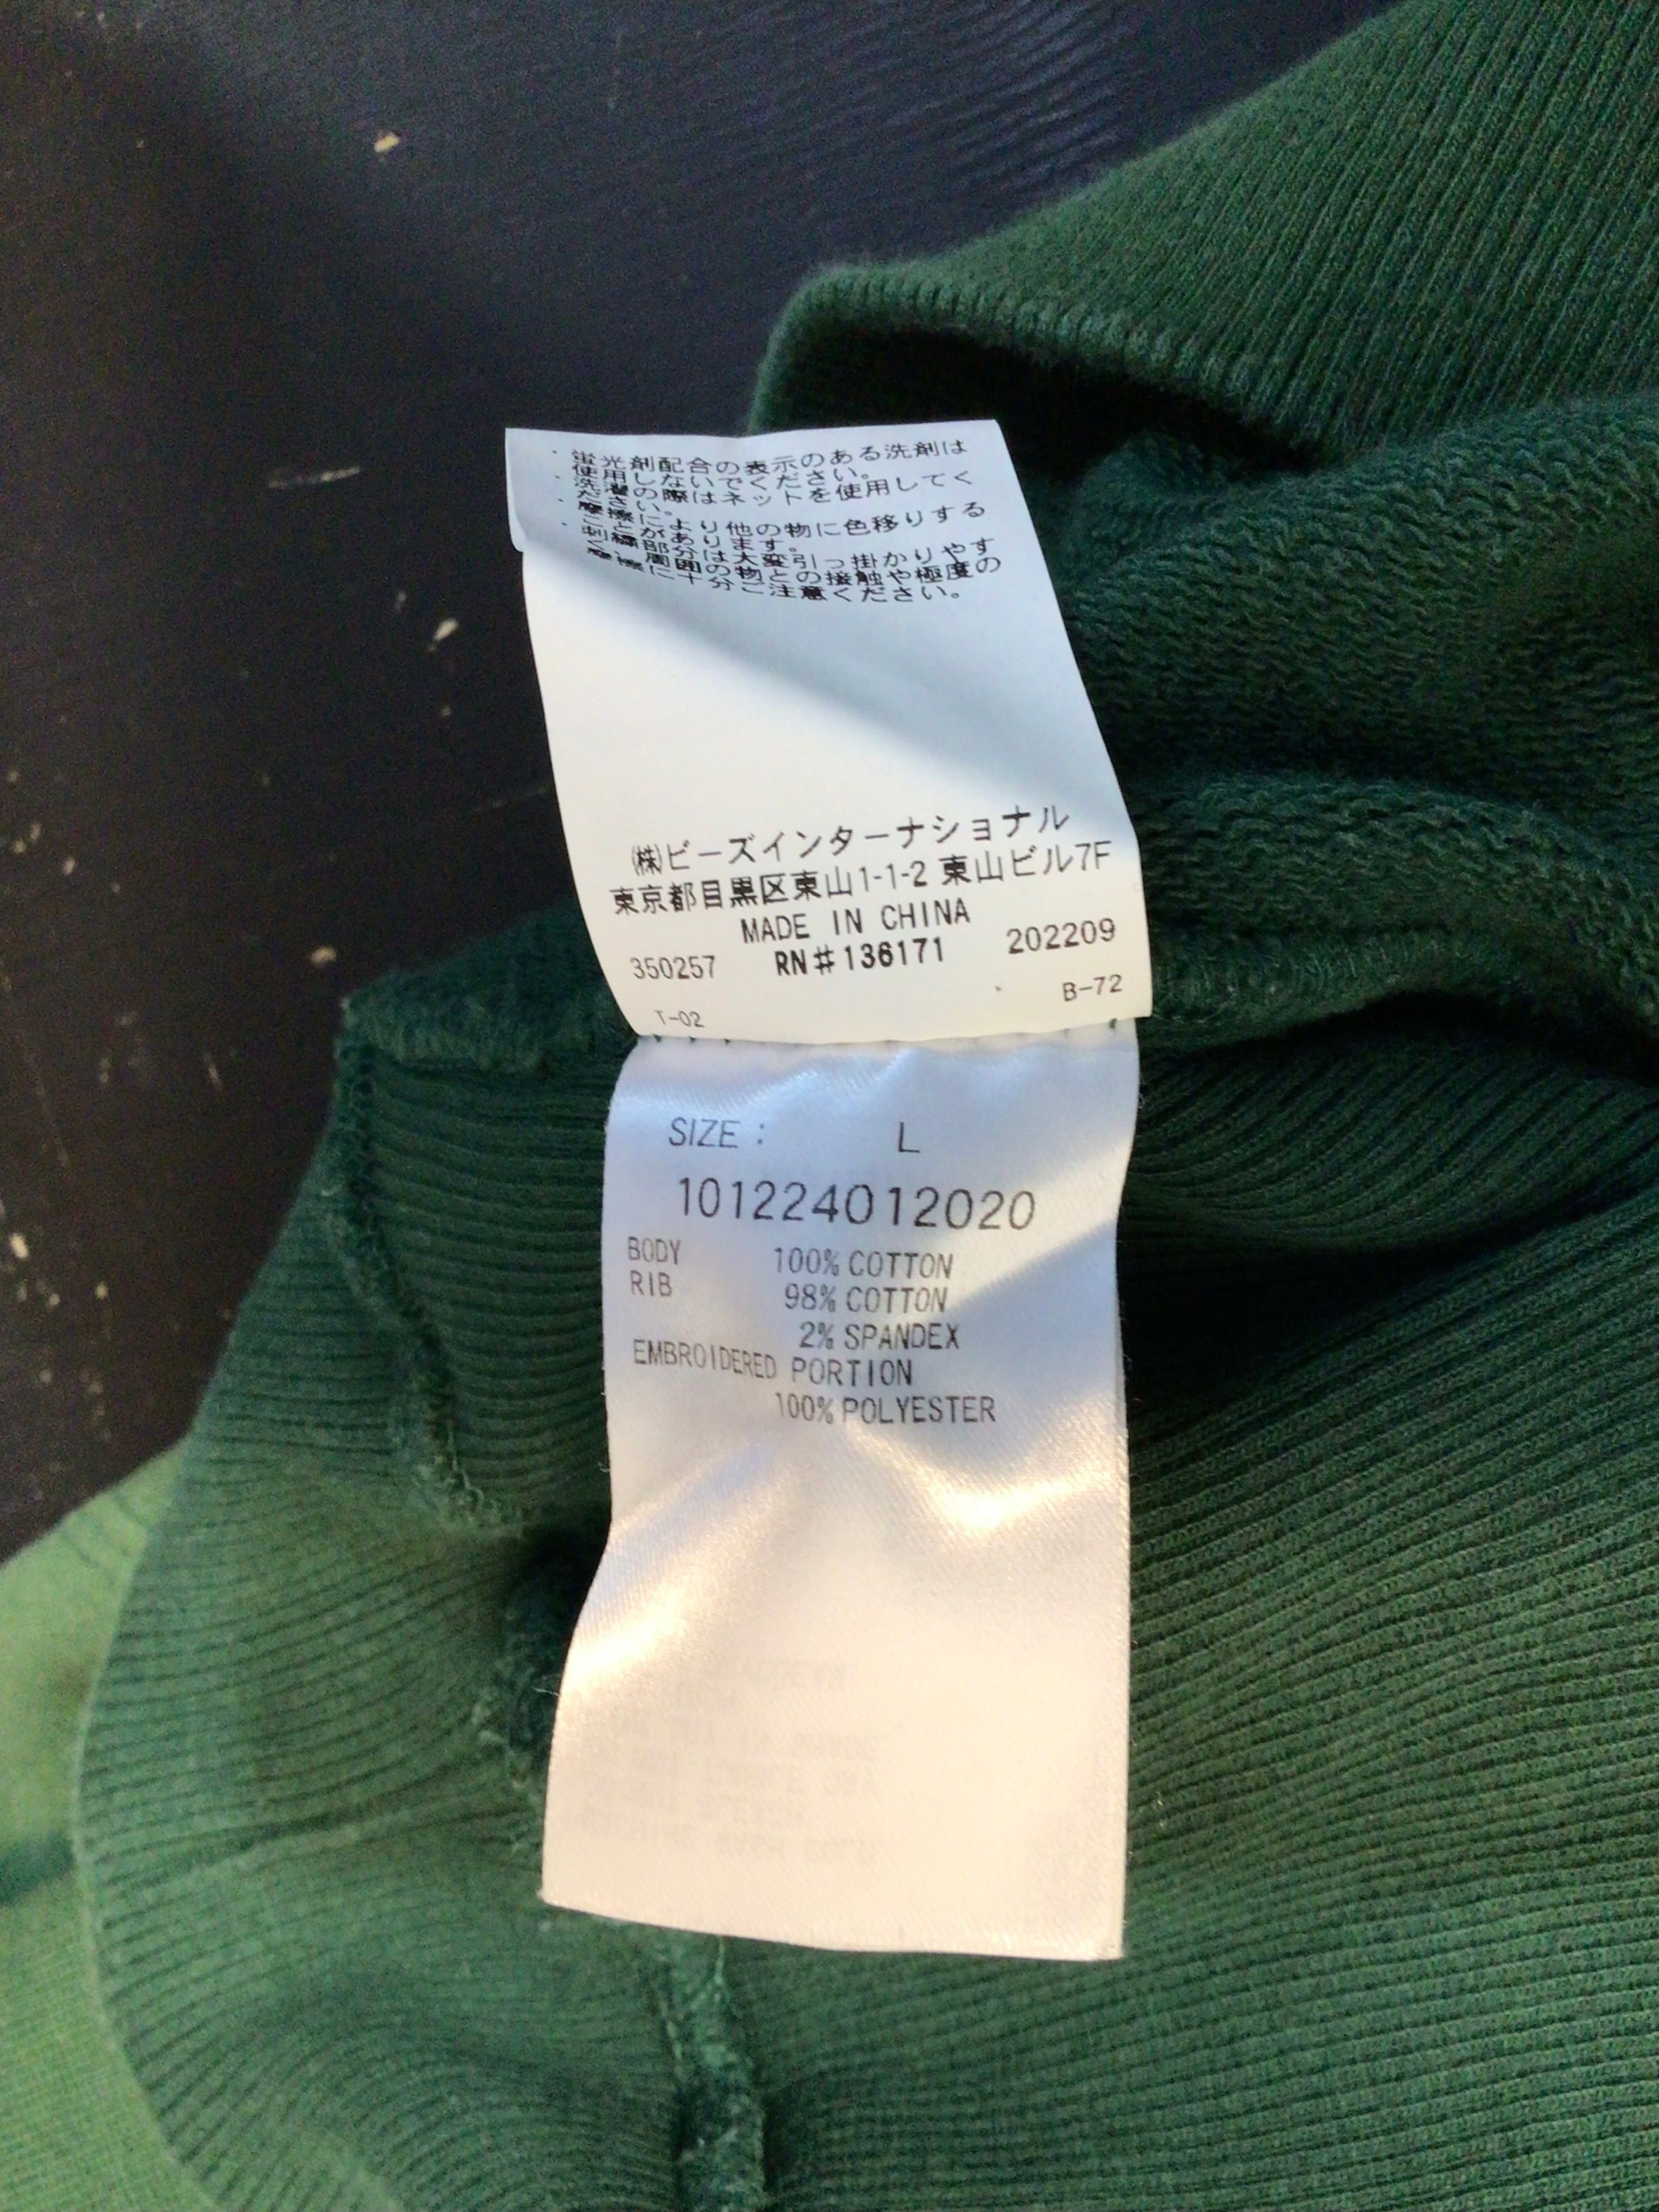 ・蛍光剤配合の表示のある洗剤は
使用しないでください。
・洗濯の際はネットを使用してく
ださい。
・摩擦により他の物に色移りする
ことがあります。
・刺繍部分は大変引っ掛かりやす
く、周囲の物との接触や極度の
摩擦に十分ご注意ください。
㈱ビーズインターナショナル
東京都目黒区東山1-1-2 東山ビル7F
MADE IN CHINA
350257 RN#136171 202209
T-02 B-72
SIZE : L
101224012020
BODY 100% COTTON
RIB 98% COTTON
2% SPANDEX
EMBROIDERED PORTION
100% POLYESTER